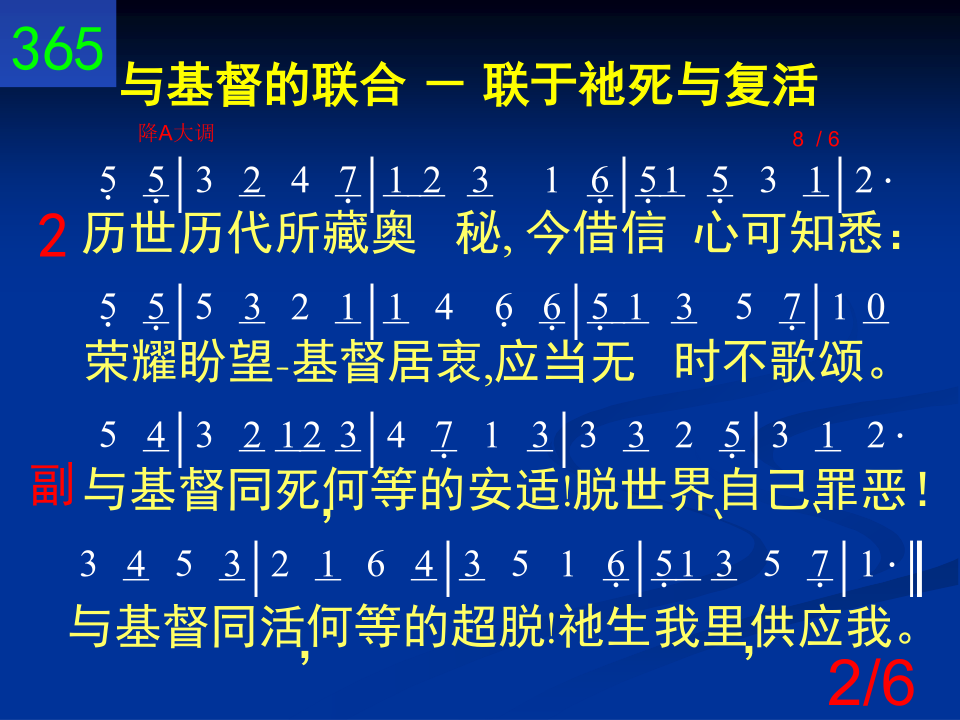 365
与基督的联合 － 联于祂死与复活
降A大调
8 / 6
5 5 | 3 2 4 7 | 1 2 3 1 6 | 5 1 5 3 1 | 2 ·
2 历世历代所藏奥 秘, 今借信 心可知悉：
5 5 | 5 3 2 1 | 1 4 6 6 | 5 1 3 5 7 | 1 0
荣耀盼望-基督居衷,应当无 时不歌颂。
5 4 | 3 2 1 2 3 | 4 7 1 3 | 3 3 2 5 | 3 1 2 ·
副 与基督同死,何等的安适!脱世界、自己、罪恶！
3 4 5 3 | 2 1 6 4 | 3 5 1 6 | 5 1 3 5 7 | 1 · ||
与基督同活,何等的超脱!祂生我里,供应我。
2/6